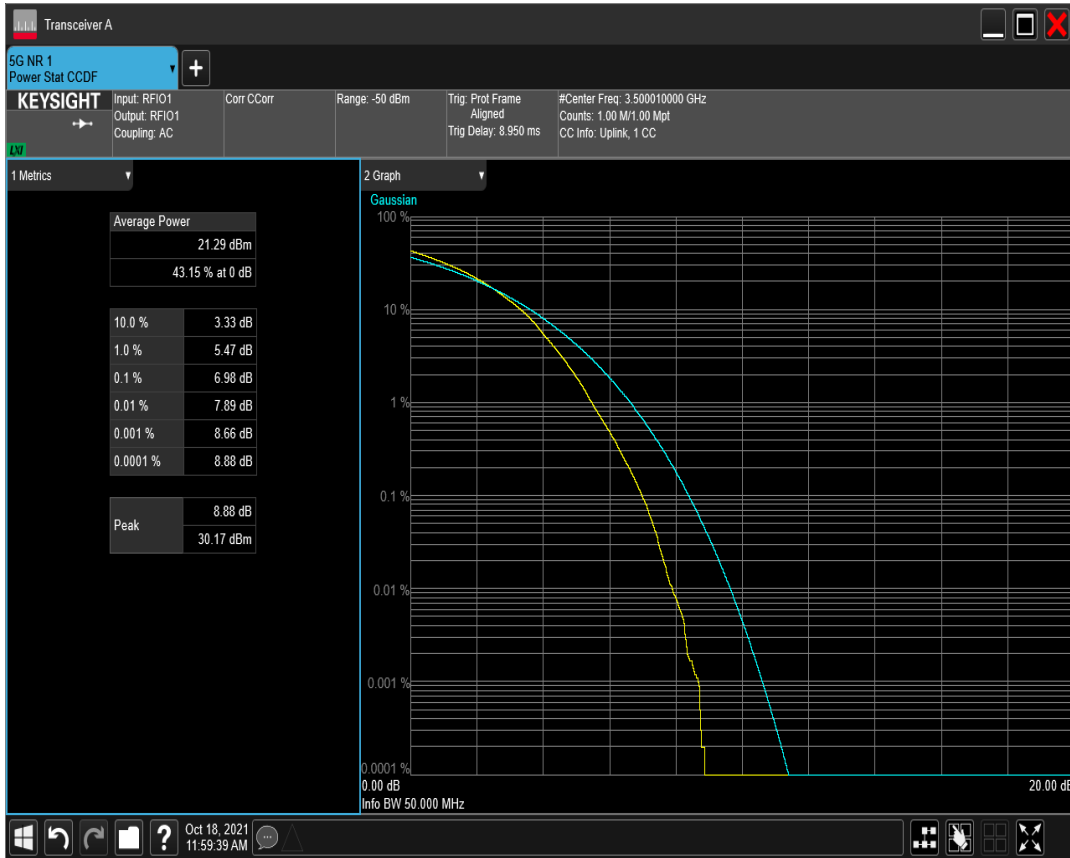 Transceiver A
5G NR 1
Power Stat CCDF
KEYSIGHT
LXI
Input: RFIO1
Output: RFIO1
Coupling: AC
Corr CCorr
Range: -50 dBm
Trig: Prot Frame
Aligned
Trig Delay: 8.950 ms
#Center Freq: 3.500010000 GHz
Counts: 1.00 M/1.00 Mpt
CC Info: Uplink, 1 CC
1 Metrics
Average Power
21.29 dBm
43.15 % at 0 dB
10.0 % 3.33 dB
1.0 % 5.47 dB
0.1 % 6.98 dB
0.01 % 7.89 dB
0.001 % 8.66 dB
0.0001 % 8.88 dB
Peak
8.88 dB
30.17 dBm
2 Graph
Gaussian
100 %
10 %
1 %
0.1 %
0.01 %
0.001 %
0.0001 %
0.00 dB 20.00 dB
Info BW 50.000 MHz
? Oct 18, 2021
11:59:39 AM